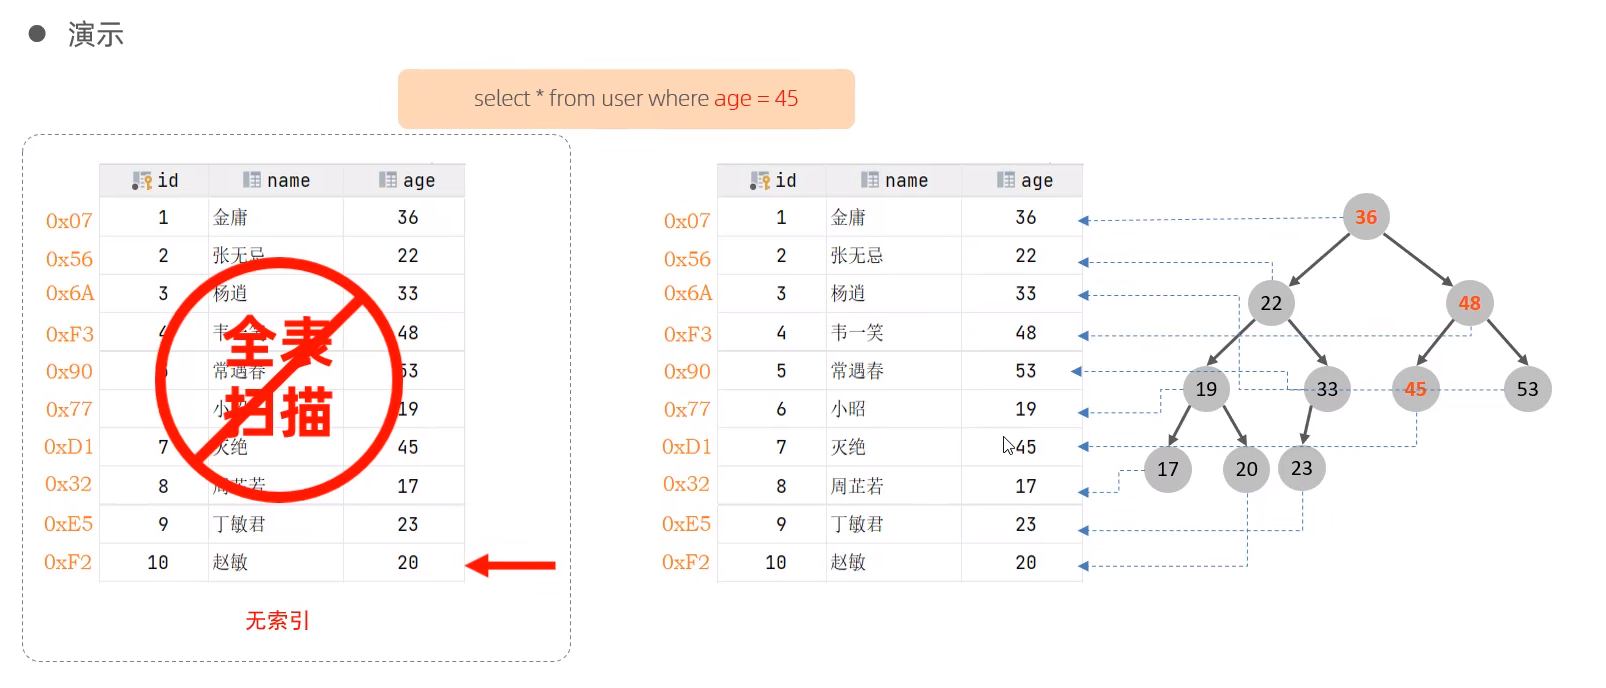 演示
select * from user where age = 45
id name age
0x07 1 金庸 36
0x56 2 张无忌 22
0x6A 3 杨逍 33
0xF3 4 韦一笑 48
0x90 5 常遇春 53
0x77 小昭 19
0xD1 7 灭绝 45
0x32 8 周芷若 17
0xE5 9 丁敏君 23
0xF2 10 赵敏 20
全表
扫描
无索引
id name age
0x07 1 金庸 36
0x56 2 张无忌 22
0x6A 3 杨逍 33
0xF3 4 韦一笑 48
0x90 5 常遇春 53
0x77 6 小昭 19
0xD1 7 灭绝 45
0x32 8 周芷若 17
0xE5 9 丁敏君 23
0xF2 10 赵敏 20
36
22 48
19 33 45 53
17 20 23